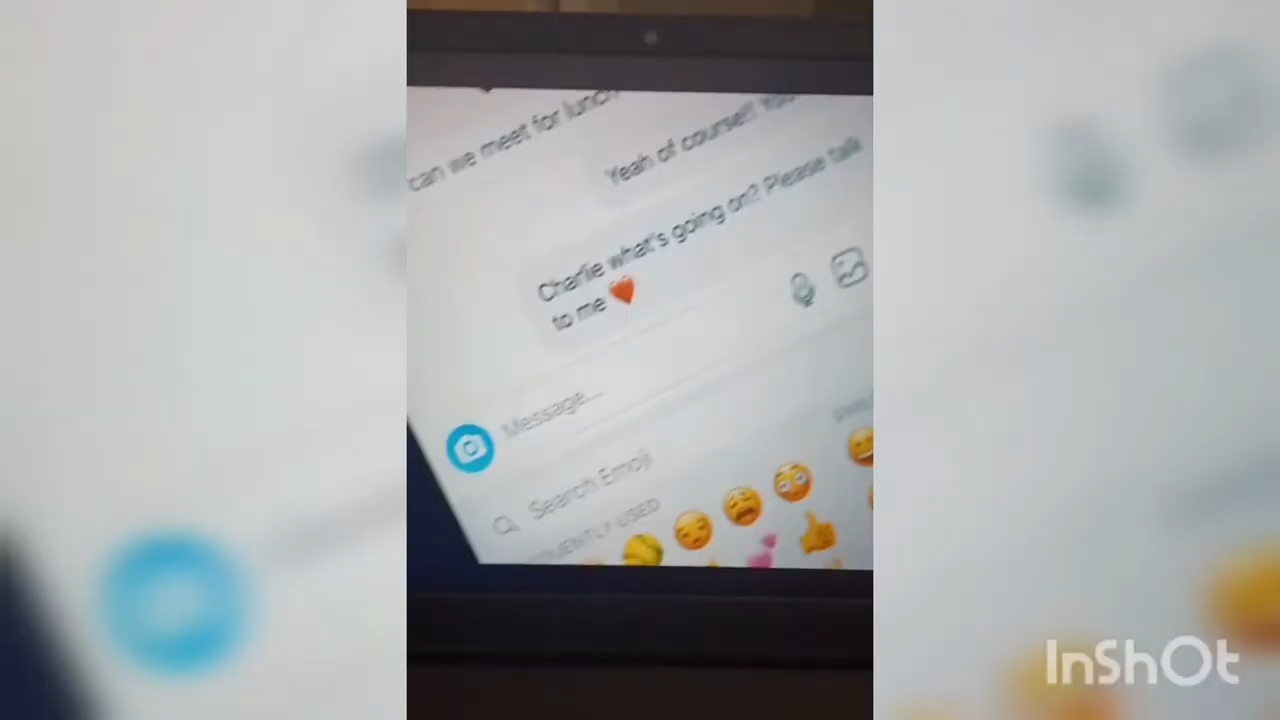 can we meet for lunch
Yeah of course!!
Charlie what's going on? Please talk
to me ❤️
Message...
Search Emoji
USED
InShOt